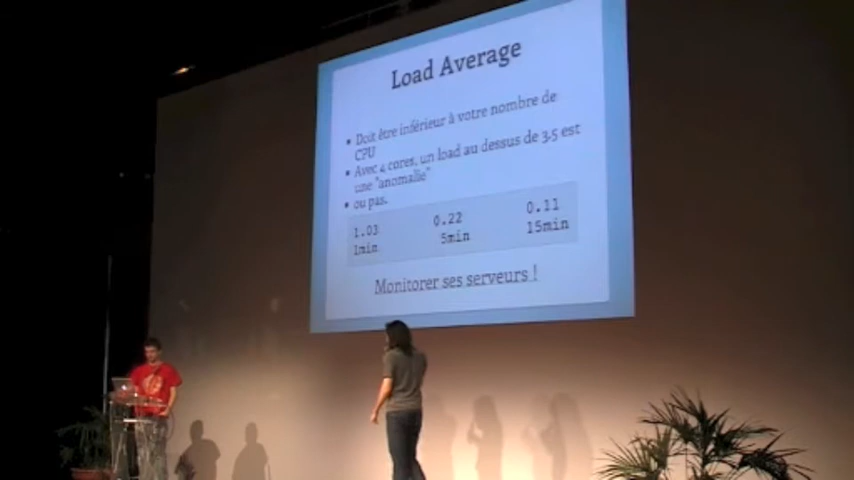 Load Average
• Doit être inférieur à votre nombre de
CPU
• Avec 4 cores, un load au dessus de 3.5 est
une "anomalie"
• ou pas.
1.03 0.22 0.11
1min 5min 15min
Monitorer ses serveurs !